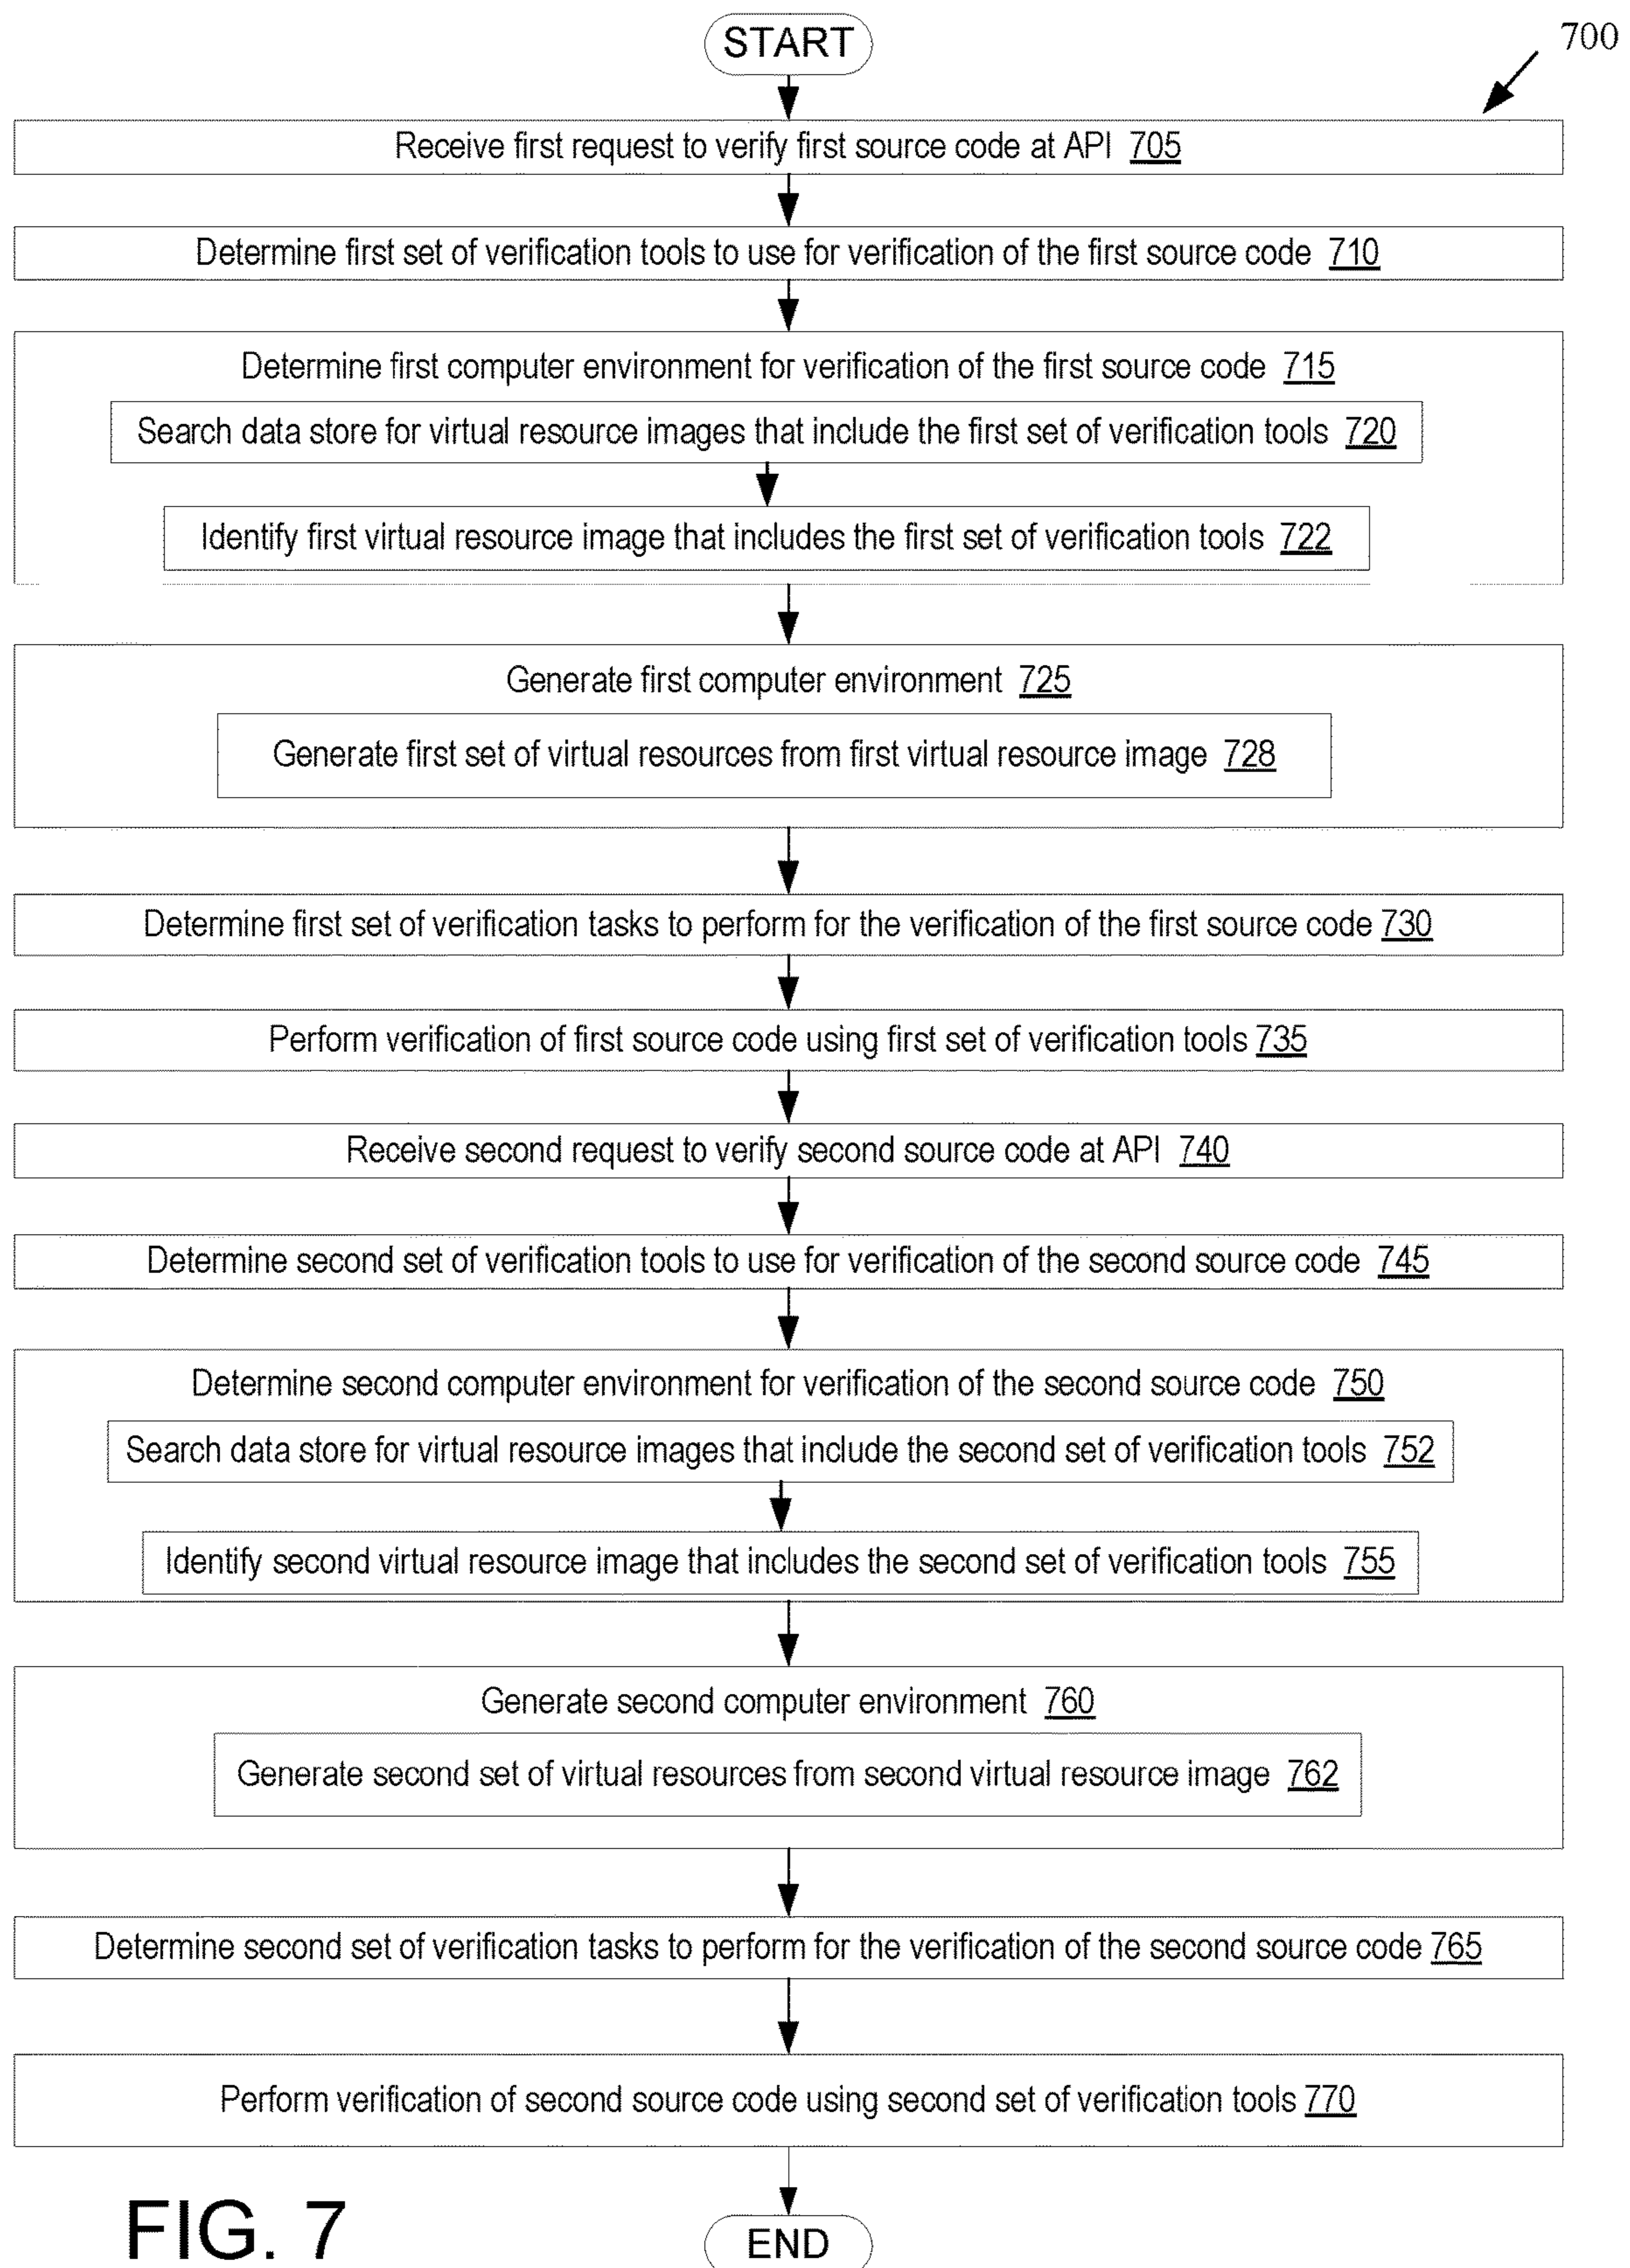 START
700
Receive first request to verify first source code at API 705
Determine first set of verification tools to use for verification of the first source code 710
Determine first computer environment for verification of the first source code 715
Search data store for virtual resource images that include the first set of verification tools 720
Identify first virtual resource image that includes the first set of verification tools 722
Generate first computer environment 725
Generate first set of virtual resources from first virtual resource image 728
Determine first set of verification tasks to perform for the verification of the first source code 730
Perform verification of first source code using first set of verification tools 735
Receive second request to verify second source code at API 740
Determine second set of verification tools to use for verification of the second source code 745
Determine second computer environment for verification of the second source code 750
Search data store for virtual resource images that include the second set of verification tools 752
Identify second virtual resource image that includes the second set of verification tools 755
Generate second computer environment 760
Generate second set of virtual resources from second virtual resource image 762
Determine second set of verification tasks to perform for the verification of the second source code 765
Perform verification of second source code using second set of verification tools 770
FIG. 7
END